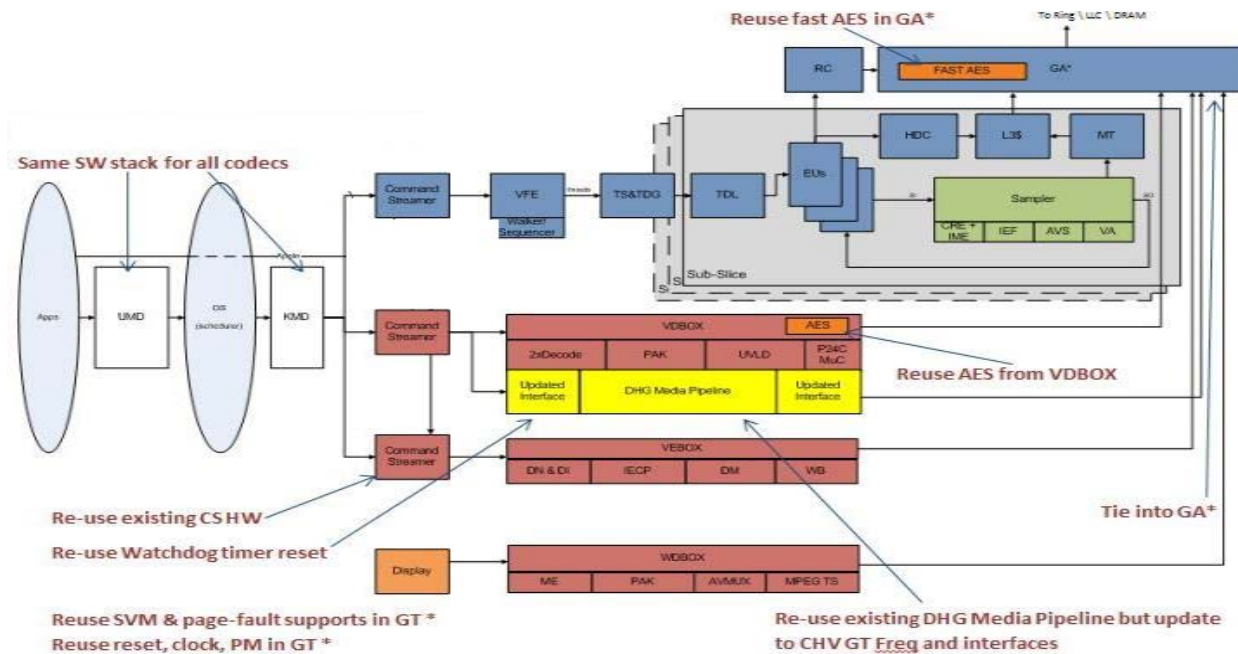 Reuse fast AES in GA*
To Ring \ LLC \ DRAM
RC
FAST AES
GA*
Same SW stack for all codecs
HDC
L3$
MT
Command
Streamer
VFE
Walker/
Sequencer
threads
TS&TDG
TDL
EUs
Sampler
CRE +
IME
IEF
AVS
VA
Sub-Slice
S
S
Apps
UMD
OS
(scheduler)
KMD
Command
Streamer
VDBOX
AES
2xDecode
PAK
UVLD
P24C
MuC
Reuse AES from VDBOX
Updated
Interface
DHG Media Pipeline
Updated
Interface
Command
Streamer
VEBOX
DN & DI
IECP
DM
WB
Re-use existing CS HW
Tie into GA*
Re-use Watchdog timer reset
Display
WDBOX
ME
PAK
AVMUX
MPEG TS
Reuse SVM & page-fault supports in GT *
Reuse reset, clock, PM in GT *
Re-use existing DHG Media Pipeline but update
to CHV GT Freq and interfaces